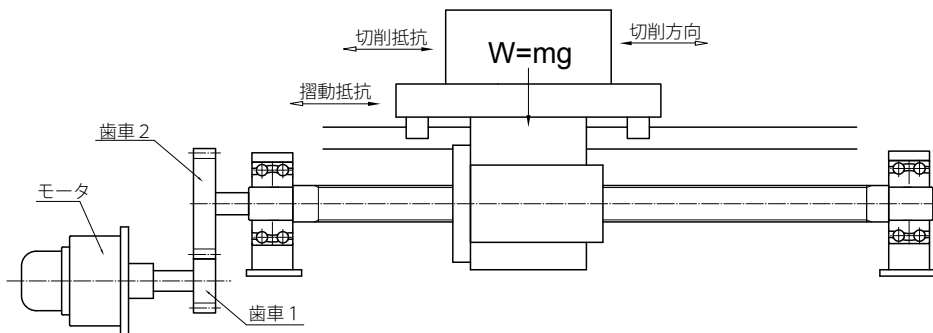 切削抵抗
W=mg
切削方向
摺動抵抗
歯車２
モータ
歯車１